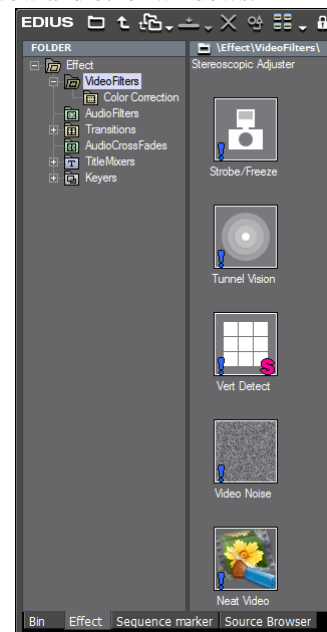 EDIUS
FOLDER
\Effect\VideoFilters\
Effect
VideoFilters
Color Correction
AudioFilters
Transitions
AudioCrossFades
TitleMixers
Keyers
Stereoscopic Adjuster
Strobe/Freeze
Tunnel Vision
S
Vert Detect
Video Noise
Neat Video
Bin Effect Sequence marker Source Browser